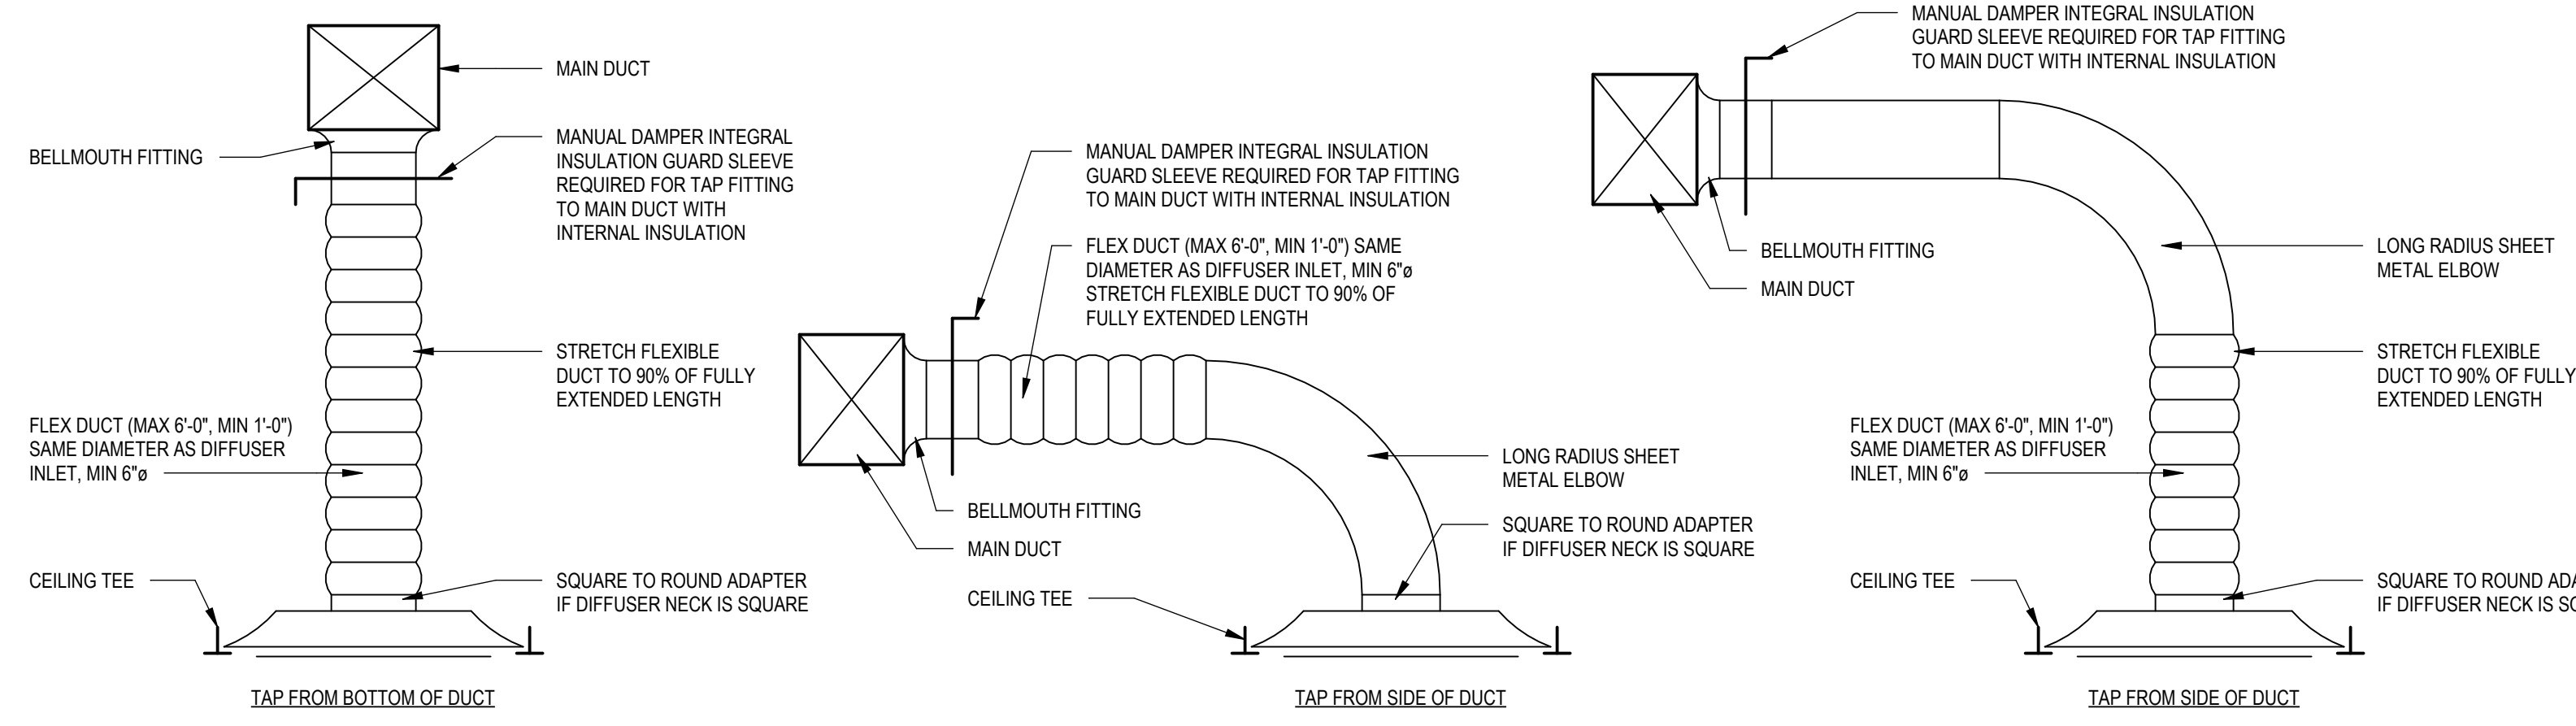 MAIN DUCT
BELLMOUTH FITTING
MANUAL DAMPER INTEGRAL
INSULATION GUARD SLEEVE
REQUIRED FOR TAP FITTING
TO MAIN DUCT WITH
INTERNAL INSULATION
STRETCH FLEXIBLE
DUCT TO 90% OF FULLY
EXTENDED LENGTH
FLEX DUCT (MAX 6'-0", MIN 1'-0")
SAME DIAMETER AS DIFFUSER
INLET, MIN 6"ø
CEILING TEE
SQUARE TO ROUND ADAPTER
IF DIFFUSER NECK IS SQUARE
TAP FROM BOTTOM OF DUCT
MANUAL DAMPER INTEGRAL INSULATION
GUARD SLEEVE REQUIRED FOR TAP FITTING
TO MAIN DUCT WITH INTERNAL INSULATION
FLEX DUCT (MAX 6'-0", MIN 1'-0") SAME
DIAMETER AS DIFFUSER INLET, MIN 6"ø
STRETCH FLEXIBLE DUCT TO 90% OF
FULLY EXTENDED LENGTH
LONG RADIUS SHEET
METAL ELBOW
BELLMOUTH FITTING
MAIN DUCT
SQUARE TO ROUND ADAPTER
IF DIFFUSER NECK IS SQUARE
CEILING TEE
TAP FROM SIDE OF DUCT
MANUAL DAMPER INTEGRAL INSULATION
GUARD SLEEVE REQUIRED FOR TAP FITTING
TO MAIN DUCT WITH INTERNAL INSULATION
BELLMOUTH FITTING
MAIN DUCT
LONG RADIUS SHEET
METAL ELBOW
STRETCH FLEXIBLE
DUCT TO 90% OF FULLY
EXTENDED LENGTH
FLEX DUCT (MAX 6'-0", MIN 1'-0")
SAME DIAMETER AS DIFFUSER
INLET, MIN 6"ø
CEILING TEE
SQUARE TO ROUND
IF DIFFUSER NECK IS
TAP FROM SIDE OF DUCT